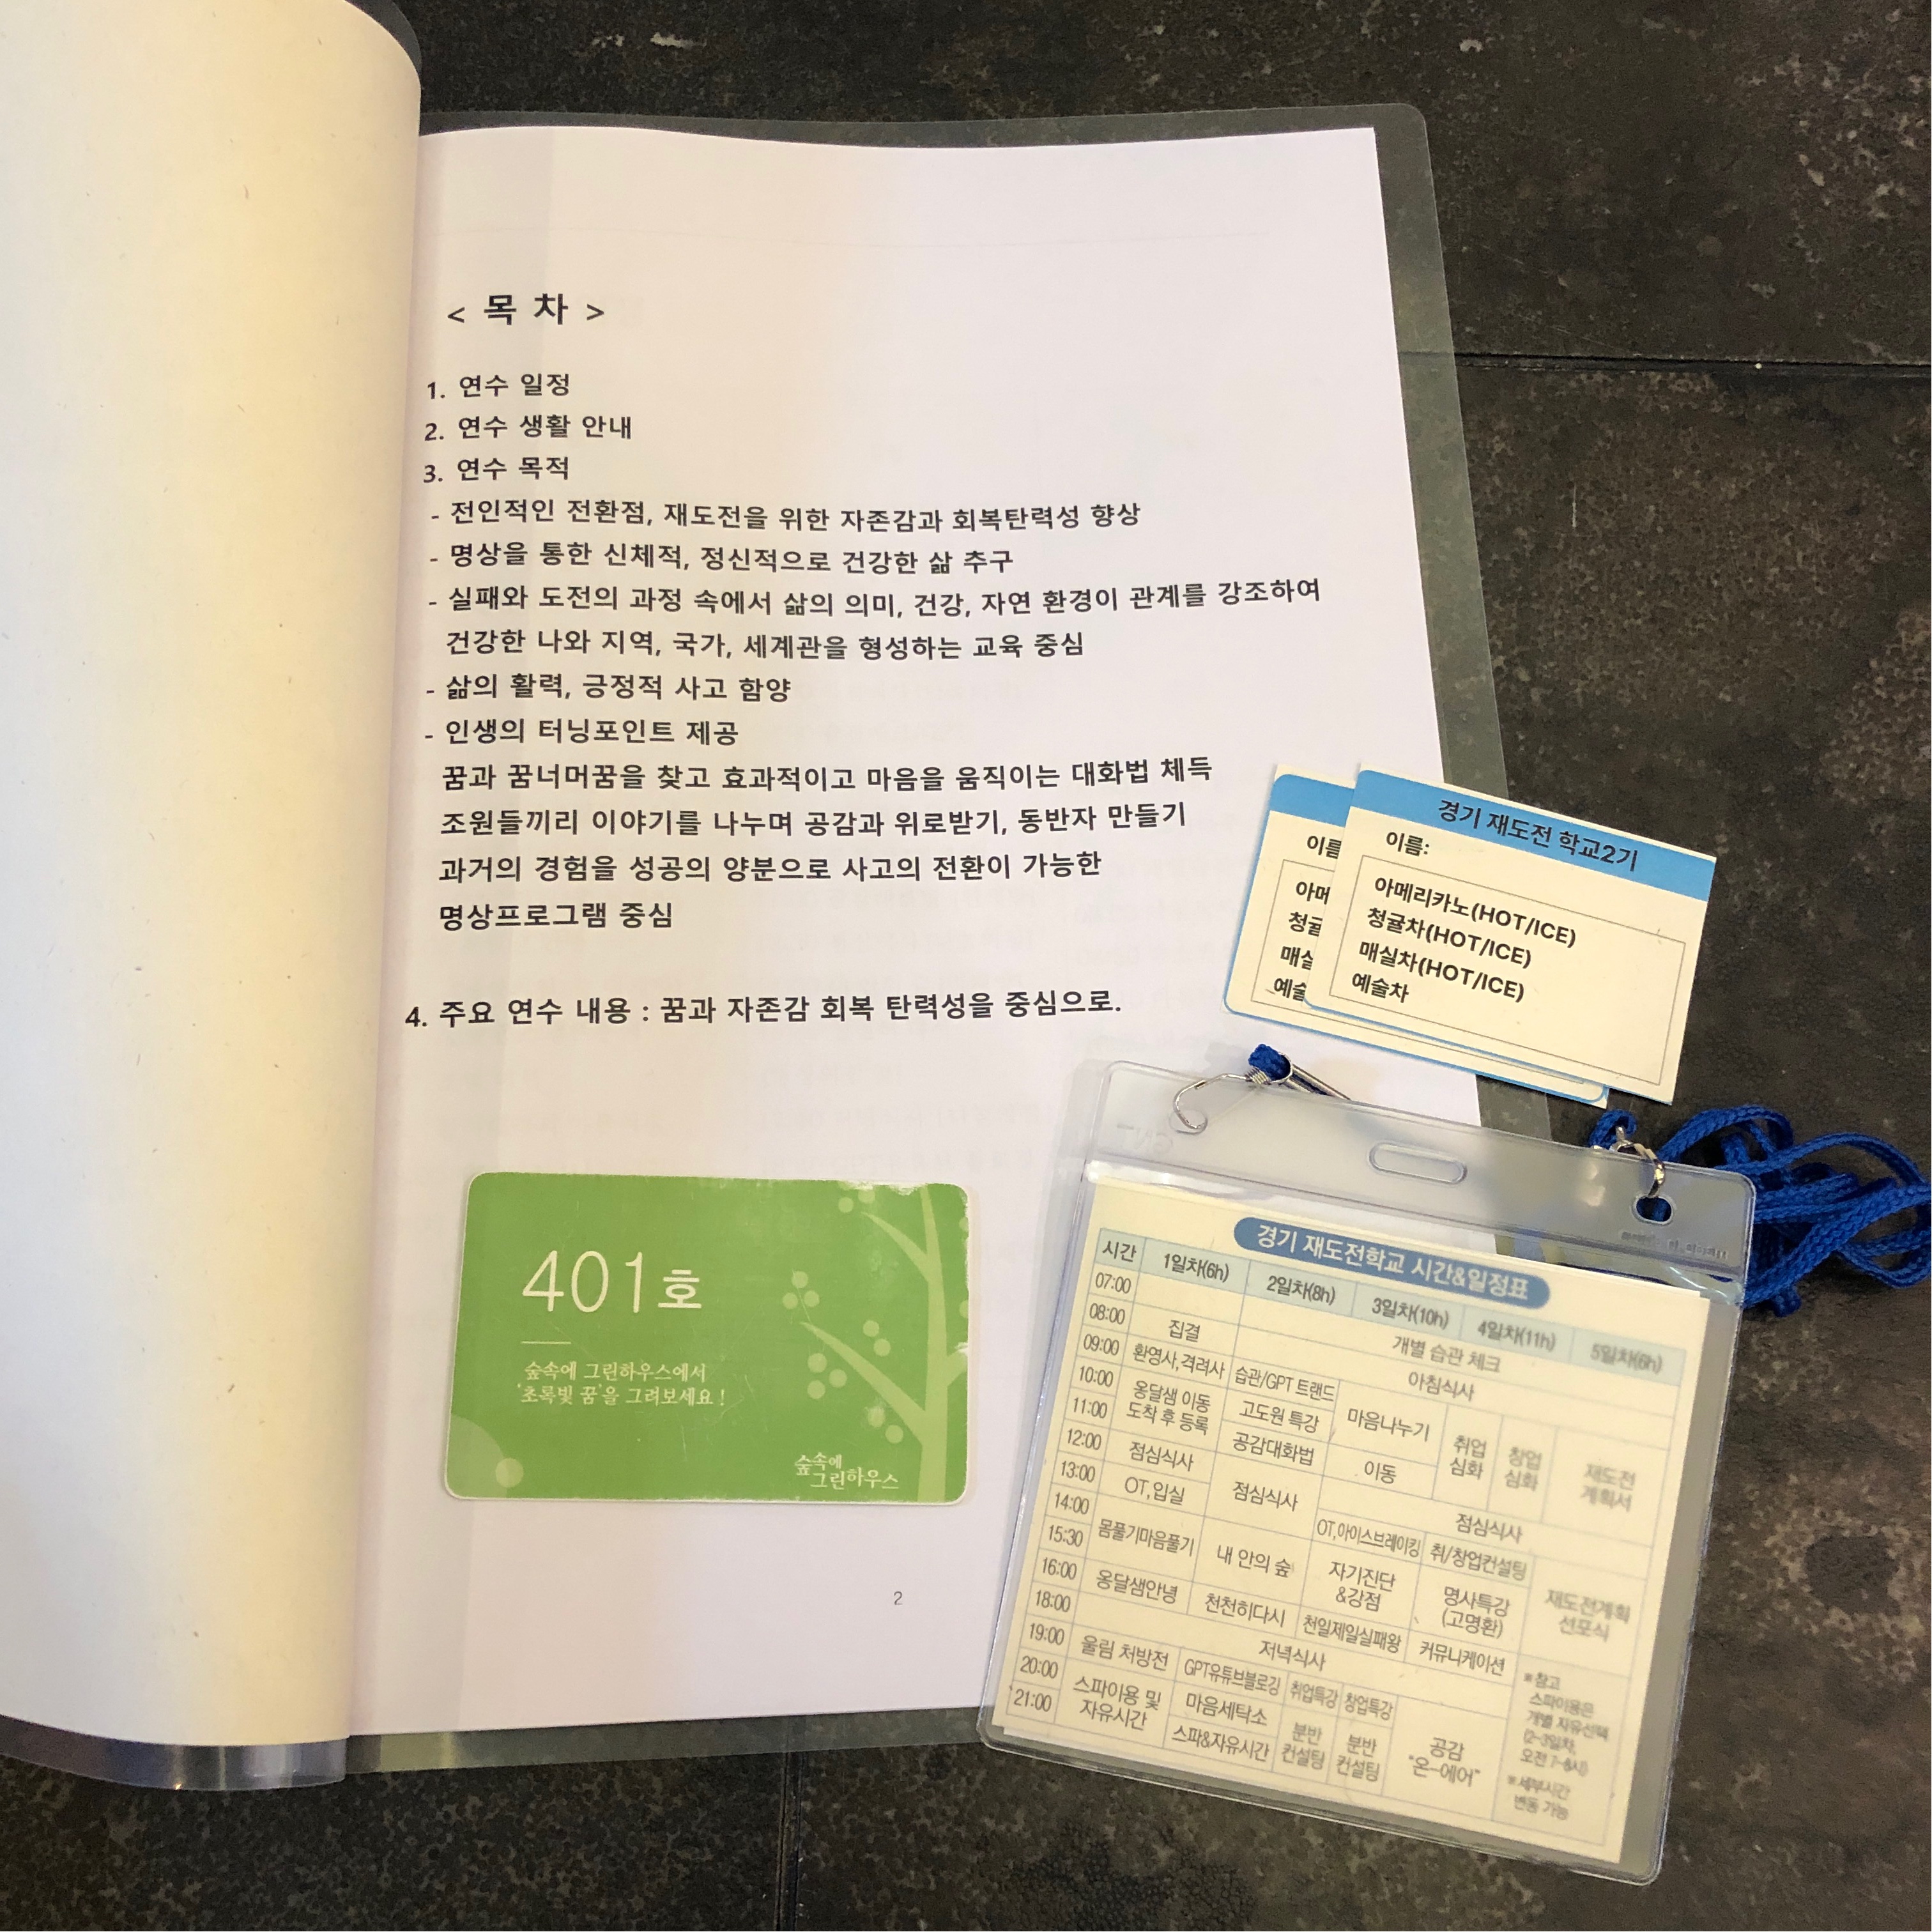 < 목 차 >
1. 연수 일정
2. 연수 생활 안내
3. 연수 목적
- 전인적인 전환점, 재도전을 위한 자존감과 회복탄력성 향상
- 명상을 통한 신체적, 정신적으로 건강한 삶 추구
- 실패와 도전의 과정 속에서 삶의 의미, 건강, 자연 환경이 관계를 강조하여
건강한 나와 지역, 국가, 세계관을 형성하는 교육 중심
- 삶의 활력, 긍정적 사고 함양
- 인생의 터닝포인트 제공
꿈과 꿈너머꿈을 찾고 효과적이고 마음을 움직이는 대화법 체득
조원들끼리 이야기를 나누며 공감과 위로받기, 동반자 만들기
과거의 경험을 성공의 양분으로 사고의 전환이 가능한
명상프로그램 중심
4. 주요 연수 내용 : 꿈과 자존감 회복 탄력성을 중심으로.
2
401호
숲속에 그린하우스에서
'초록빛 꿈'을 그려보세요!
숲속에
그린하우스
이름
아메
청귤
매실
예술
경기 재도전 학교2기
이름:
아메리카노(HOT/ICE)
청귤차(HOT/ICE)
매실차(HOT/ICE)
예술차
경기 재도전학교 시간&일정표
시간 1일차(6h) 2일차(8h) 3일차(10h) 4일차(11h) 5일차(6h)
07:00 개별 습관 체크
08:00 집결 아침식사
09:00 환영사,격려사 습관/GPT 트랜드
10:00 옹달샘 이동 고도원 특강 마음나누기 취업 창업 재도전
11:00 도착 후 등록 공감대화법 심화 심화 계획서
12:00 점심식사 이동
13:00 OT,입실 점심식사 점심식사
14:00 몸풀기마음풀기 OT,아이스브레이킹 취/창업컨설팅
15:30 내 안의 숲 자기진단 명사특강 재도전계획
16:00 옹달샘안녕 &강점 (고명환) 선포식
천천히다시 천일제일실패왕 커뮤니케이션
18:00 저녁식사
19:00 울림 처방전 GPT유튜브블로깅 취업특강 창업특강
20:00 스파이용 및 마음세탁소 분반 분반 공감
21:00 자유시간 스파&자유시간 컨설팅 컨설팅 "온-에어"
※참고
스파이용은
개별 자유선택
(2~3일차,
오전 7~8시)
※세부시간
변동 가능